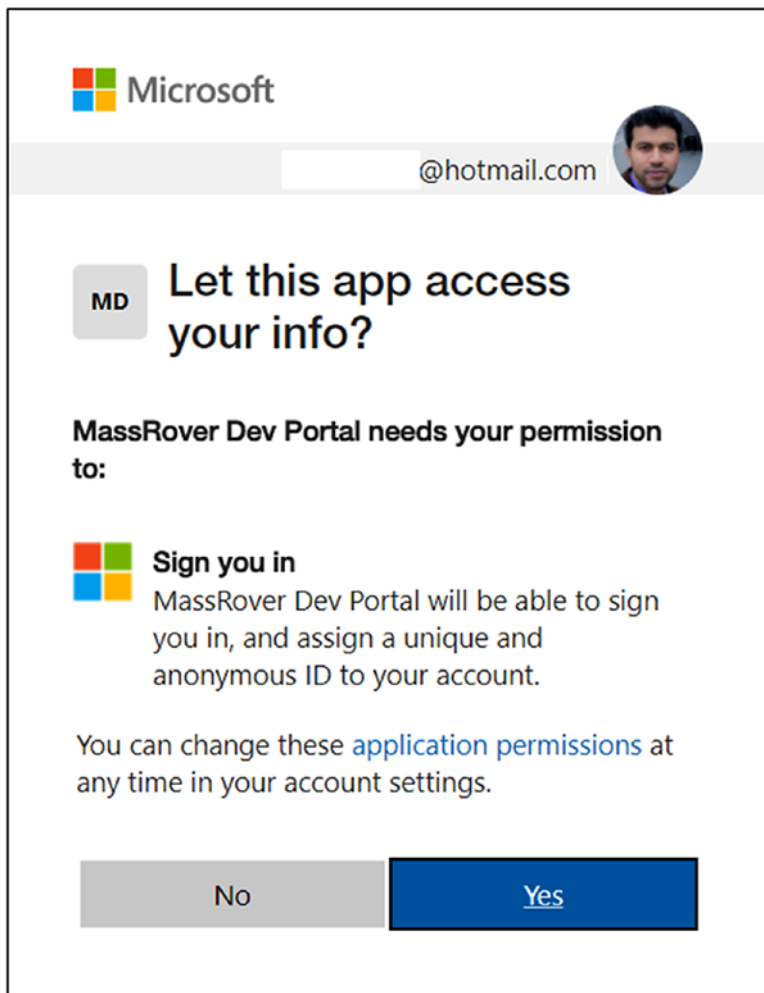 Microsoft
@hotmail.com
MD
Let this app access
your info?
MassRover Dev Portal needs your permission
to:
Sign you in
MassRover Dev Portal will be able to sign
you in, and assign a unique and
anonymous ID to your account.
You can change these application permissions at
any time in your account settings.
No
Yes